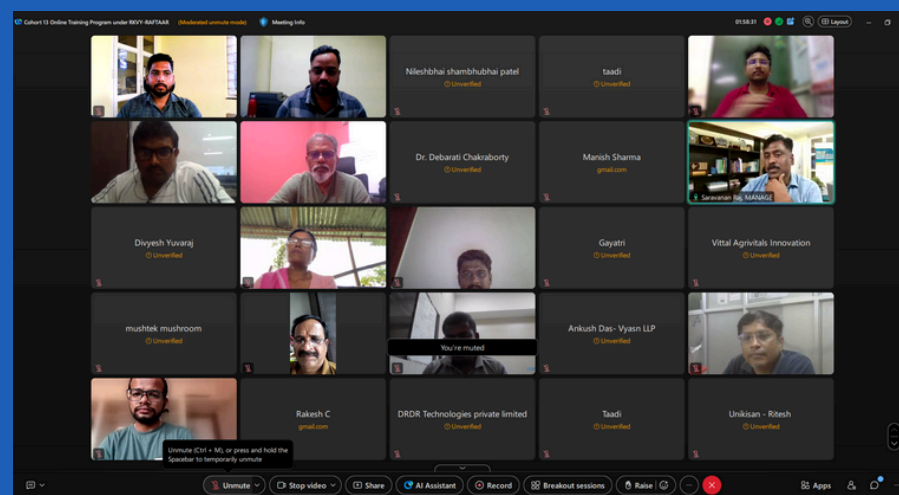 Cohort 13 Online Training Program under RKVY-RAFTAAR (Moderated unmute mode) Meeting Info 01:58:31 Layout
Nileshbhai shambhubhai patel
Unverified
taadi
Unverified
Dr. Debarati Chakraborty
Unverified
Manish Sharma
gmail.com
Saravanan Raj, MANAGE
Divyesh Yuvaraj
Unverified
Gayatri
Unverified
Vittal Agrivitals Innovation
Unverified
mushtek mushroom
Unverified
You're muted
Ankush Das- Vyasn LLP
Unverified
Rakesh C
gmail.com
DRDR Technologies private limited
Unverified
Taadi
Unverified
Unikisan - Ritesh
Unverified
Unmute (Ctrl + M), or press and hold the
Spacebar to temporarily unmute
Unmute Stop video Share AI Assistant Record Breakout sessions Raise Apps